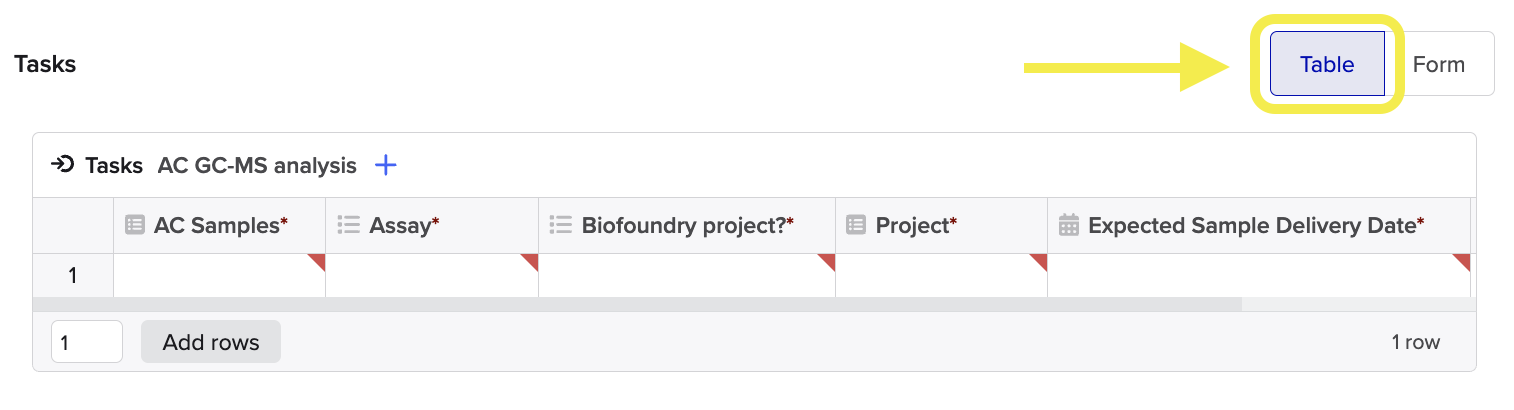 Tasks
Table Form
Tasks AC GC-MS analysis +
AC Samples* Assay* Biofoundry project?* Project* Expected Sample Delivery Date*
1
1 Add rows 1 row